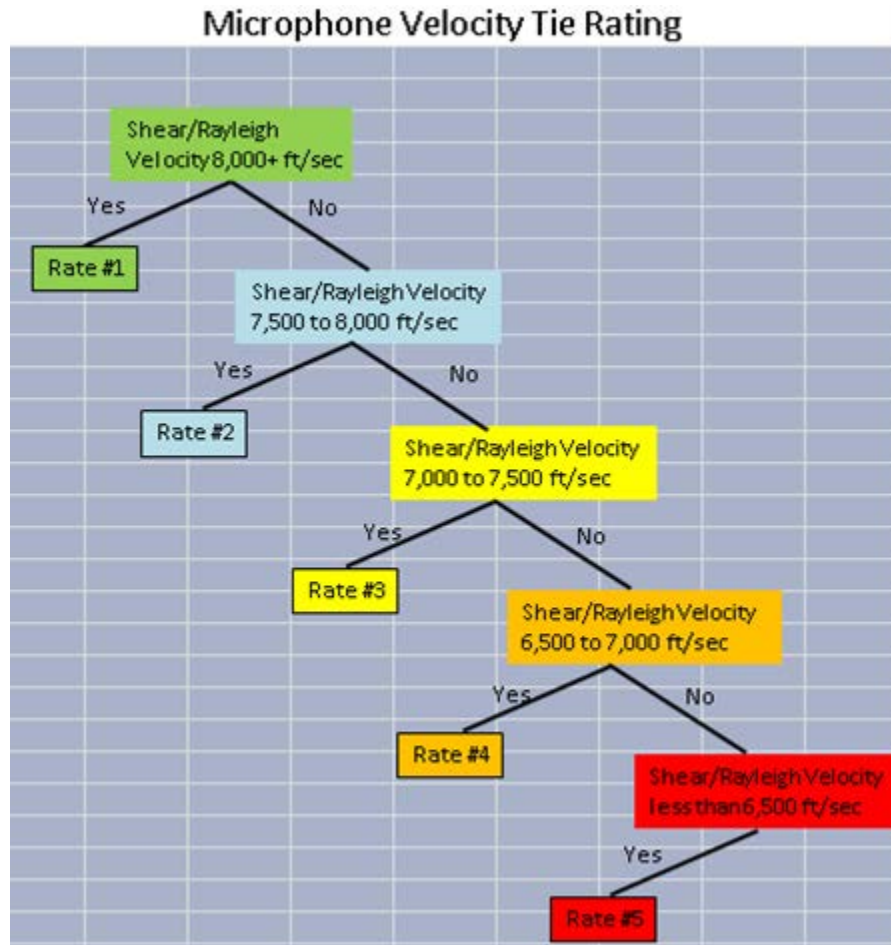 Microphone Velocity Tie Rating
Shear/Rayleigh
Velocity 8,000+ ft/sec
Yes
No
Rate #1
Shear/Rayleigh Velocity
7,500 to 8,000 ft/sec
Yes
No
Rate #2
Shear/Rayleigh Velocity
7,000 to 7,500 ft/sec
Yes
No
Rate #3
Shear/Rayleigh Velocity
6,500 to 7,000 ft/sec
Yes
No
Rate #4
Shear/Rayleigh Velocity
less than 6,500 ft/sec
Yes
Rate #5